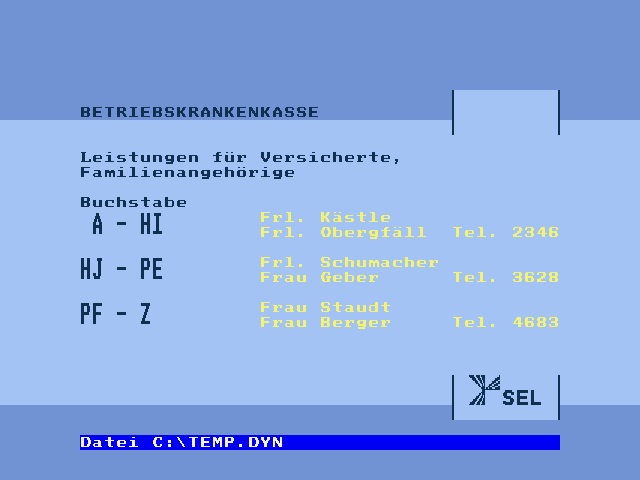 BETRIEBSKRANKENKASSE
Leistungen für Versicherte,
Familienangehörige
Buchstabe
A - HI Frl. Kästle
Frl. Obergfäll Tel. 2346
HJ - PE Frl. Schumacher
Frau Geber Tel. 3628
PF - Z Frau Staudt
Frau Berger Tel. 4683
SEL
Datei C:\TEMP.DYN